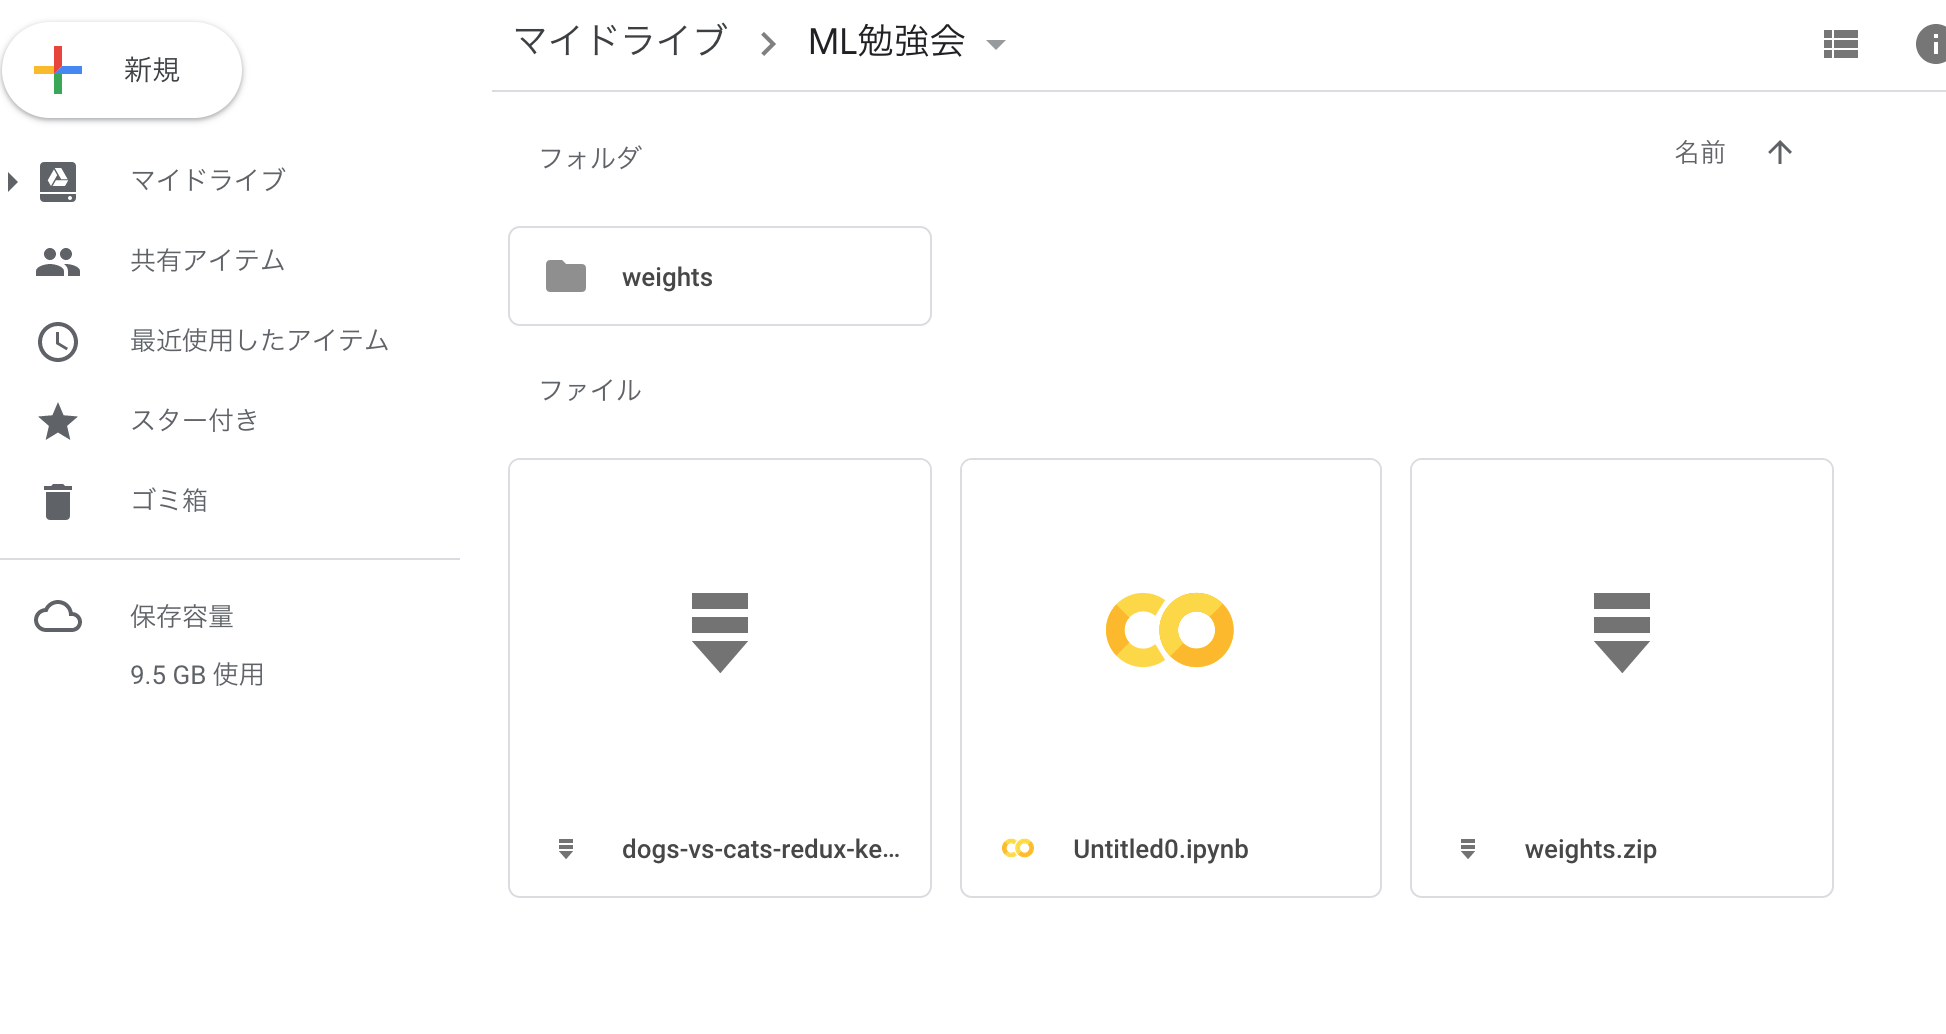 新規
マイドライブ
共有アイテム
最近使用したアイテム
スター付き
ゴミ箱
保存容量
9.5 GB 使用
マイドライブ > ML勉強会
フォルダ
名前
weights
ファイル
dogs-vs-cats-redux-ke...
Untitled0.ipynb
weights.zip